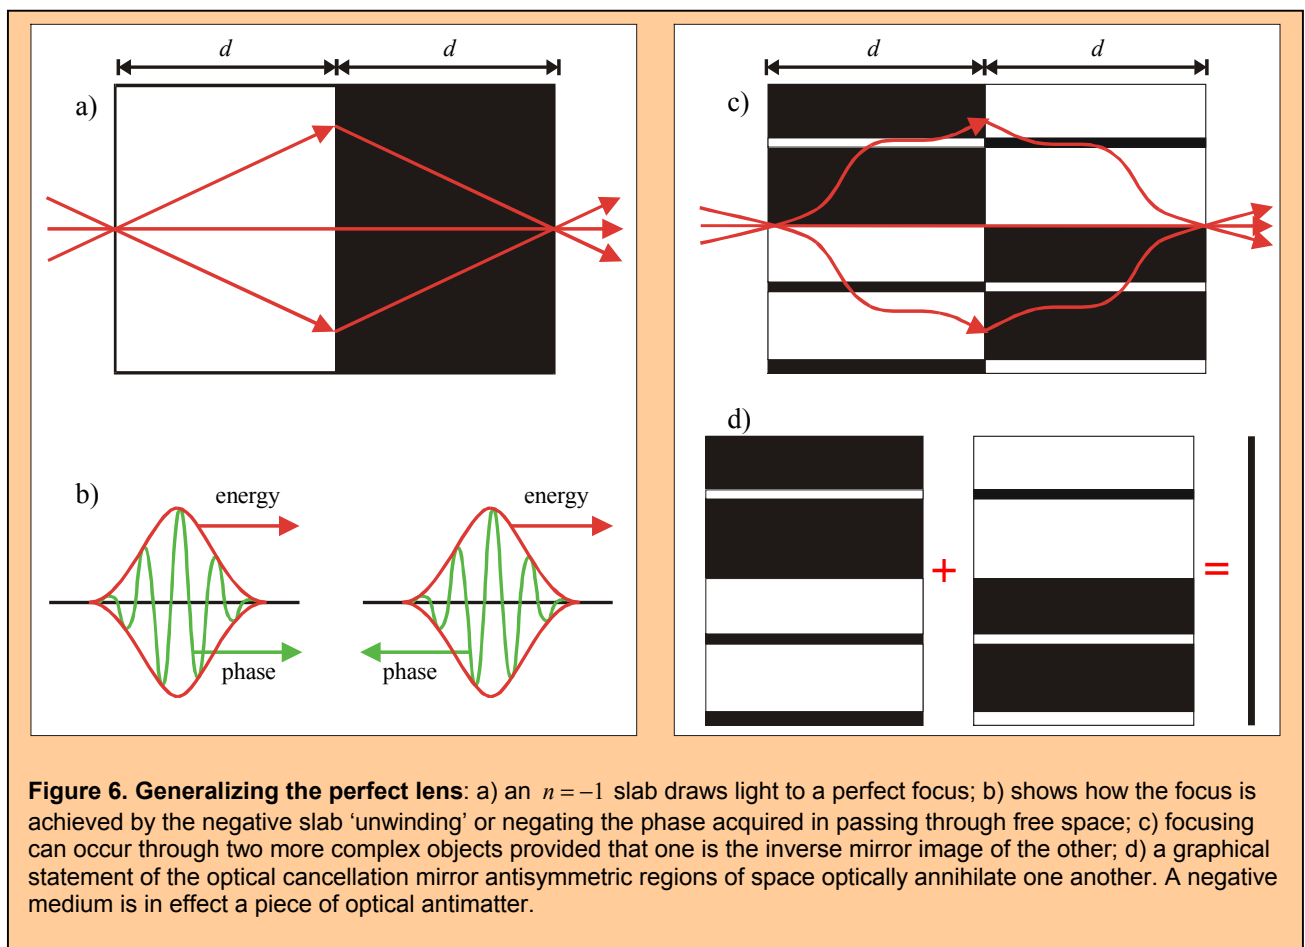 d d
a)
b)
energy
phase
energy
phase
d d
c)
d)
+ =
Figure 6. Generalizing the perfect lens: a) an n = −1 slab draws light to a perfect focus; b) shows how the focus is
achieved by the negative slab ‘unwinding’ or negating the phase acquired in passing through free space; c) focusing
can occur through two more complex objects provided that one is the inverse mirror image of the other; d) a graphical
statement of the optical cancellation mirror antisymmetric regions of space optically annihilate one another. A negative
medium is in effect a piece of optical antimatter.